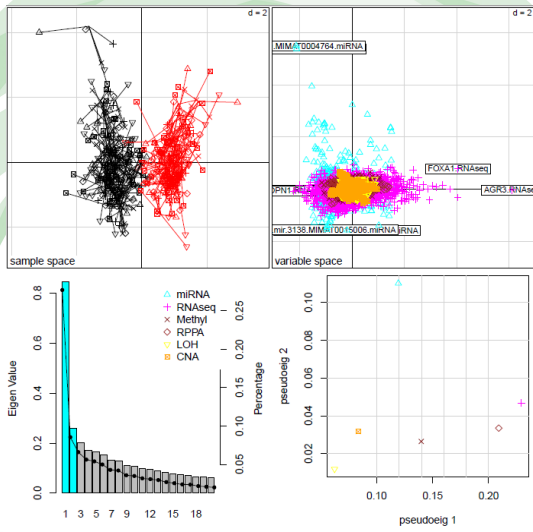 d = 2
sample space
d = 2
.MIMAT0004764.miRNA
FOXA1-RNAseq
AGR3.RNAseq
.mir.3138.MIMAT0015006.miRNA
variable space
miRNA
RNAseq
Methyl
RPPA
LOH
CNA
Eigen Value
0.0 0.2 0.4 0.6 0.8
Percentage
0.05 0.10 0.15 0.20 0.25
1 3 5 7 9 12 15 18
pseudoeig 2
0.02 0.04 0.06 0.08 0.10
0.10 0.15 0.20
pseudoeig 1